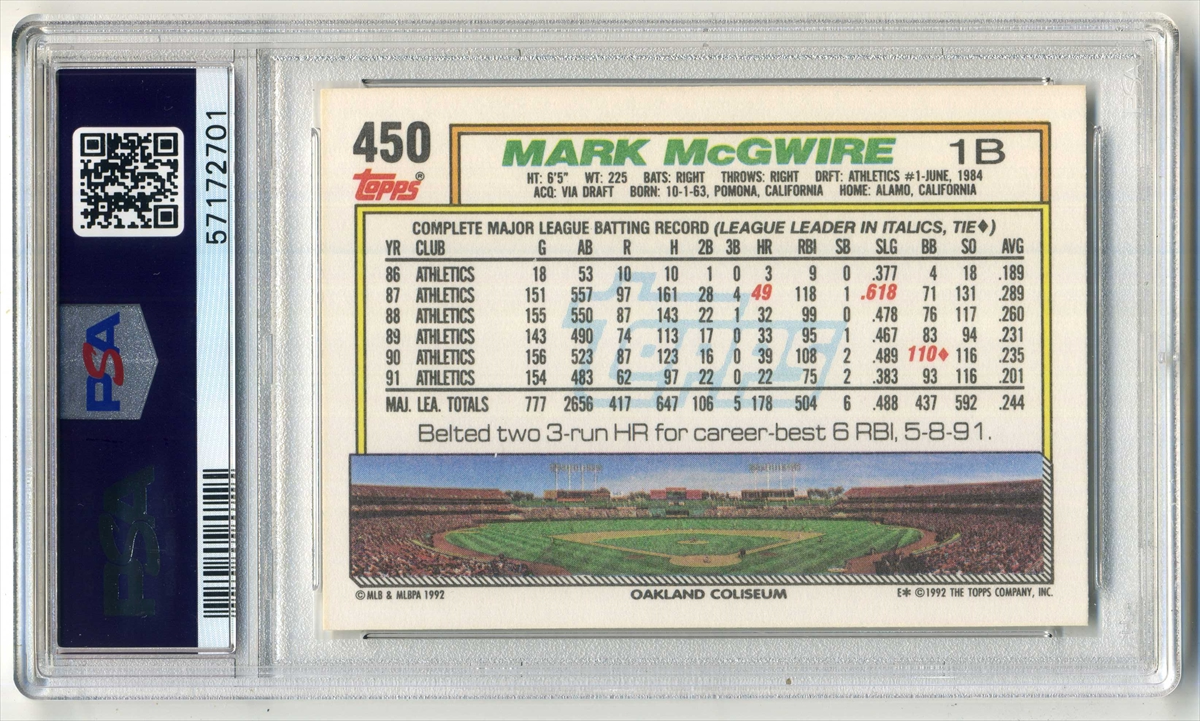 57172701
PSA
PSA
450
topps®
MARK McGWIRE 1B
HT: 6'5" WT: 225 BATS: RIGHT THROWS: RIGHT DRFT: ATHLETICS #1-JUNE, 1984
ACQ: VIA DRAFT BORN: 10-1-63, POMONA, CALIFORNIA HOME: ALAMO, CALIFORNIA
COMPLETE MAJOR LEAGUE BATTING RECORD (LEAGUE LEADER IN ITALICS, TIE♦)
YR CLUB G AB R H 2B 3B HR RBI SB SLG BB SO AVG
86 ATHLETICS 18 53 10 10 1 0 3 9 0 .377 4 18 .189
87 ATHLETICS 151 557 97 161 28 4 49 118 1 .618 71 131 .289
88 ATHLETICS 155 550 87 143 22 1 32 99 0 .478 76 117 .260
89 ATHLETICS 143 490 74 113 17 0 33 95 1 .467 83 94 .231
90 ATHLETICS 156 523 87 123 16 0 39 108 2 .489 110♦ 116 .235
91 ATHLETICS 154 483 62 97 22 0 22 75 2 .383 93 116 .201
MAJ. LEA. TOTALS 777 2656 417 647 106 5 178 504 6 .488 437 592 .244
topps
Belted two 3-run HR for career-best 6 RBI, 5-8-91.
©MLB & MLBPA 1992 OAKLAND COLISEUM E* ©1992 THE TOPPS COMPANY, INC.